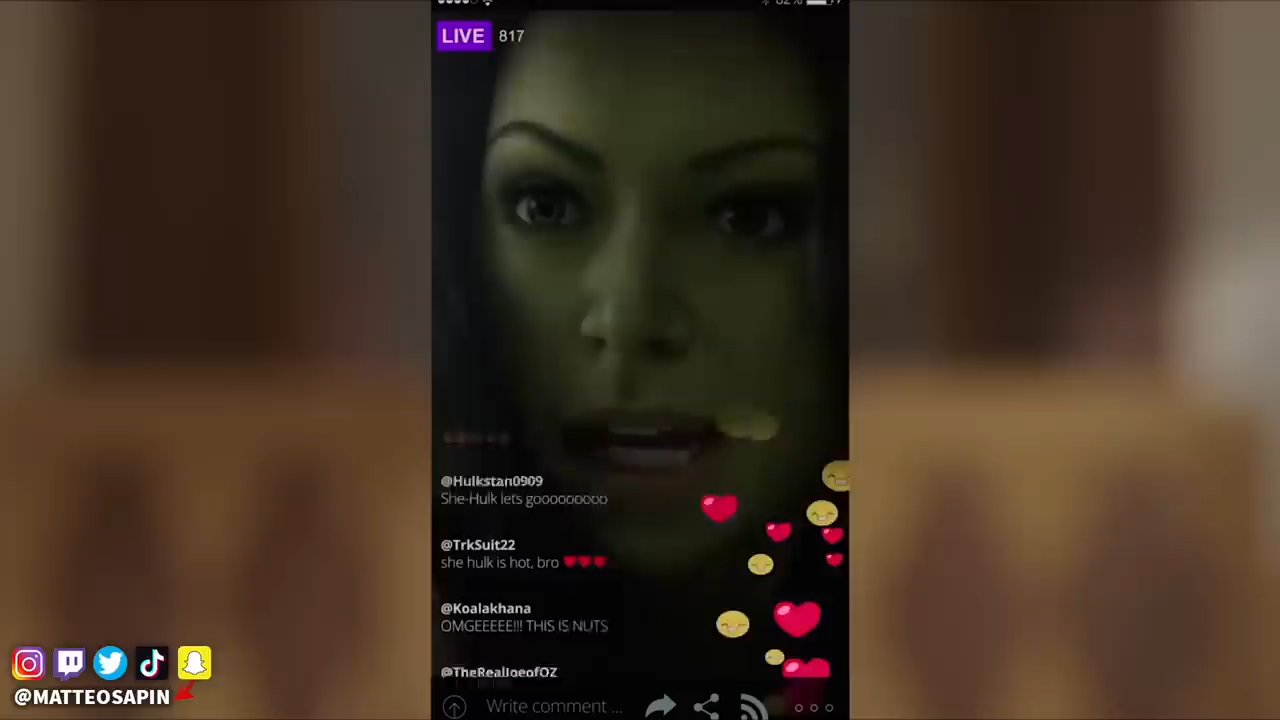 LIVE 817
@Hulkstan0909
She-Hulk lets gooooooooo
@TrkSuit22
she hulk is hot, bro
@Koalakhana
OMGEEEEE!!! THIS IS NUTS
@TheRealJoeofOZ
Write comment ...
@MATTEOSAPIN